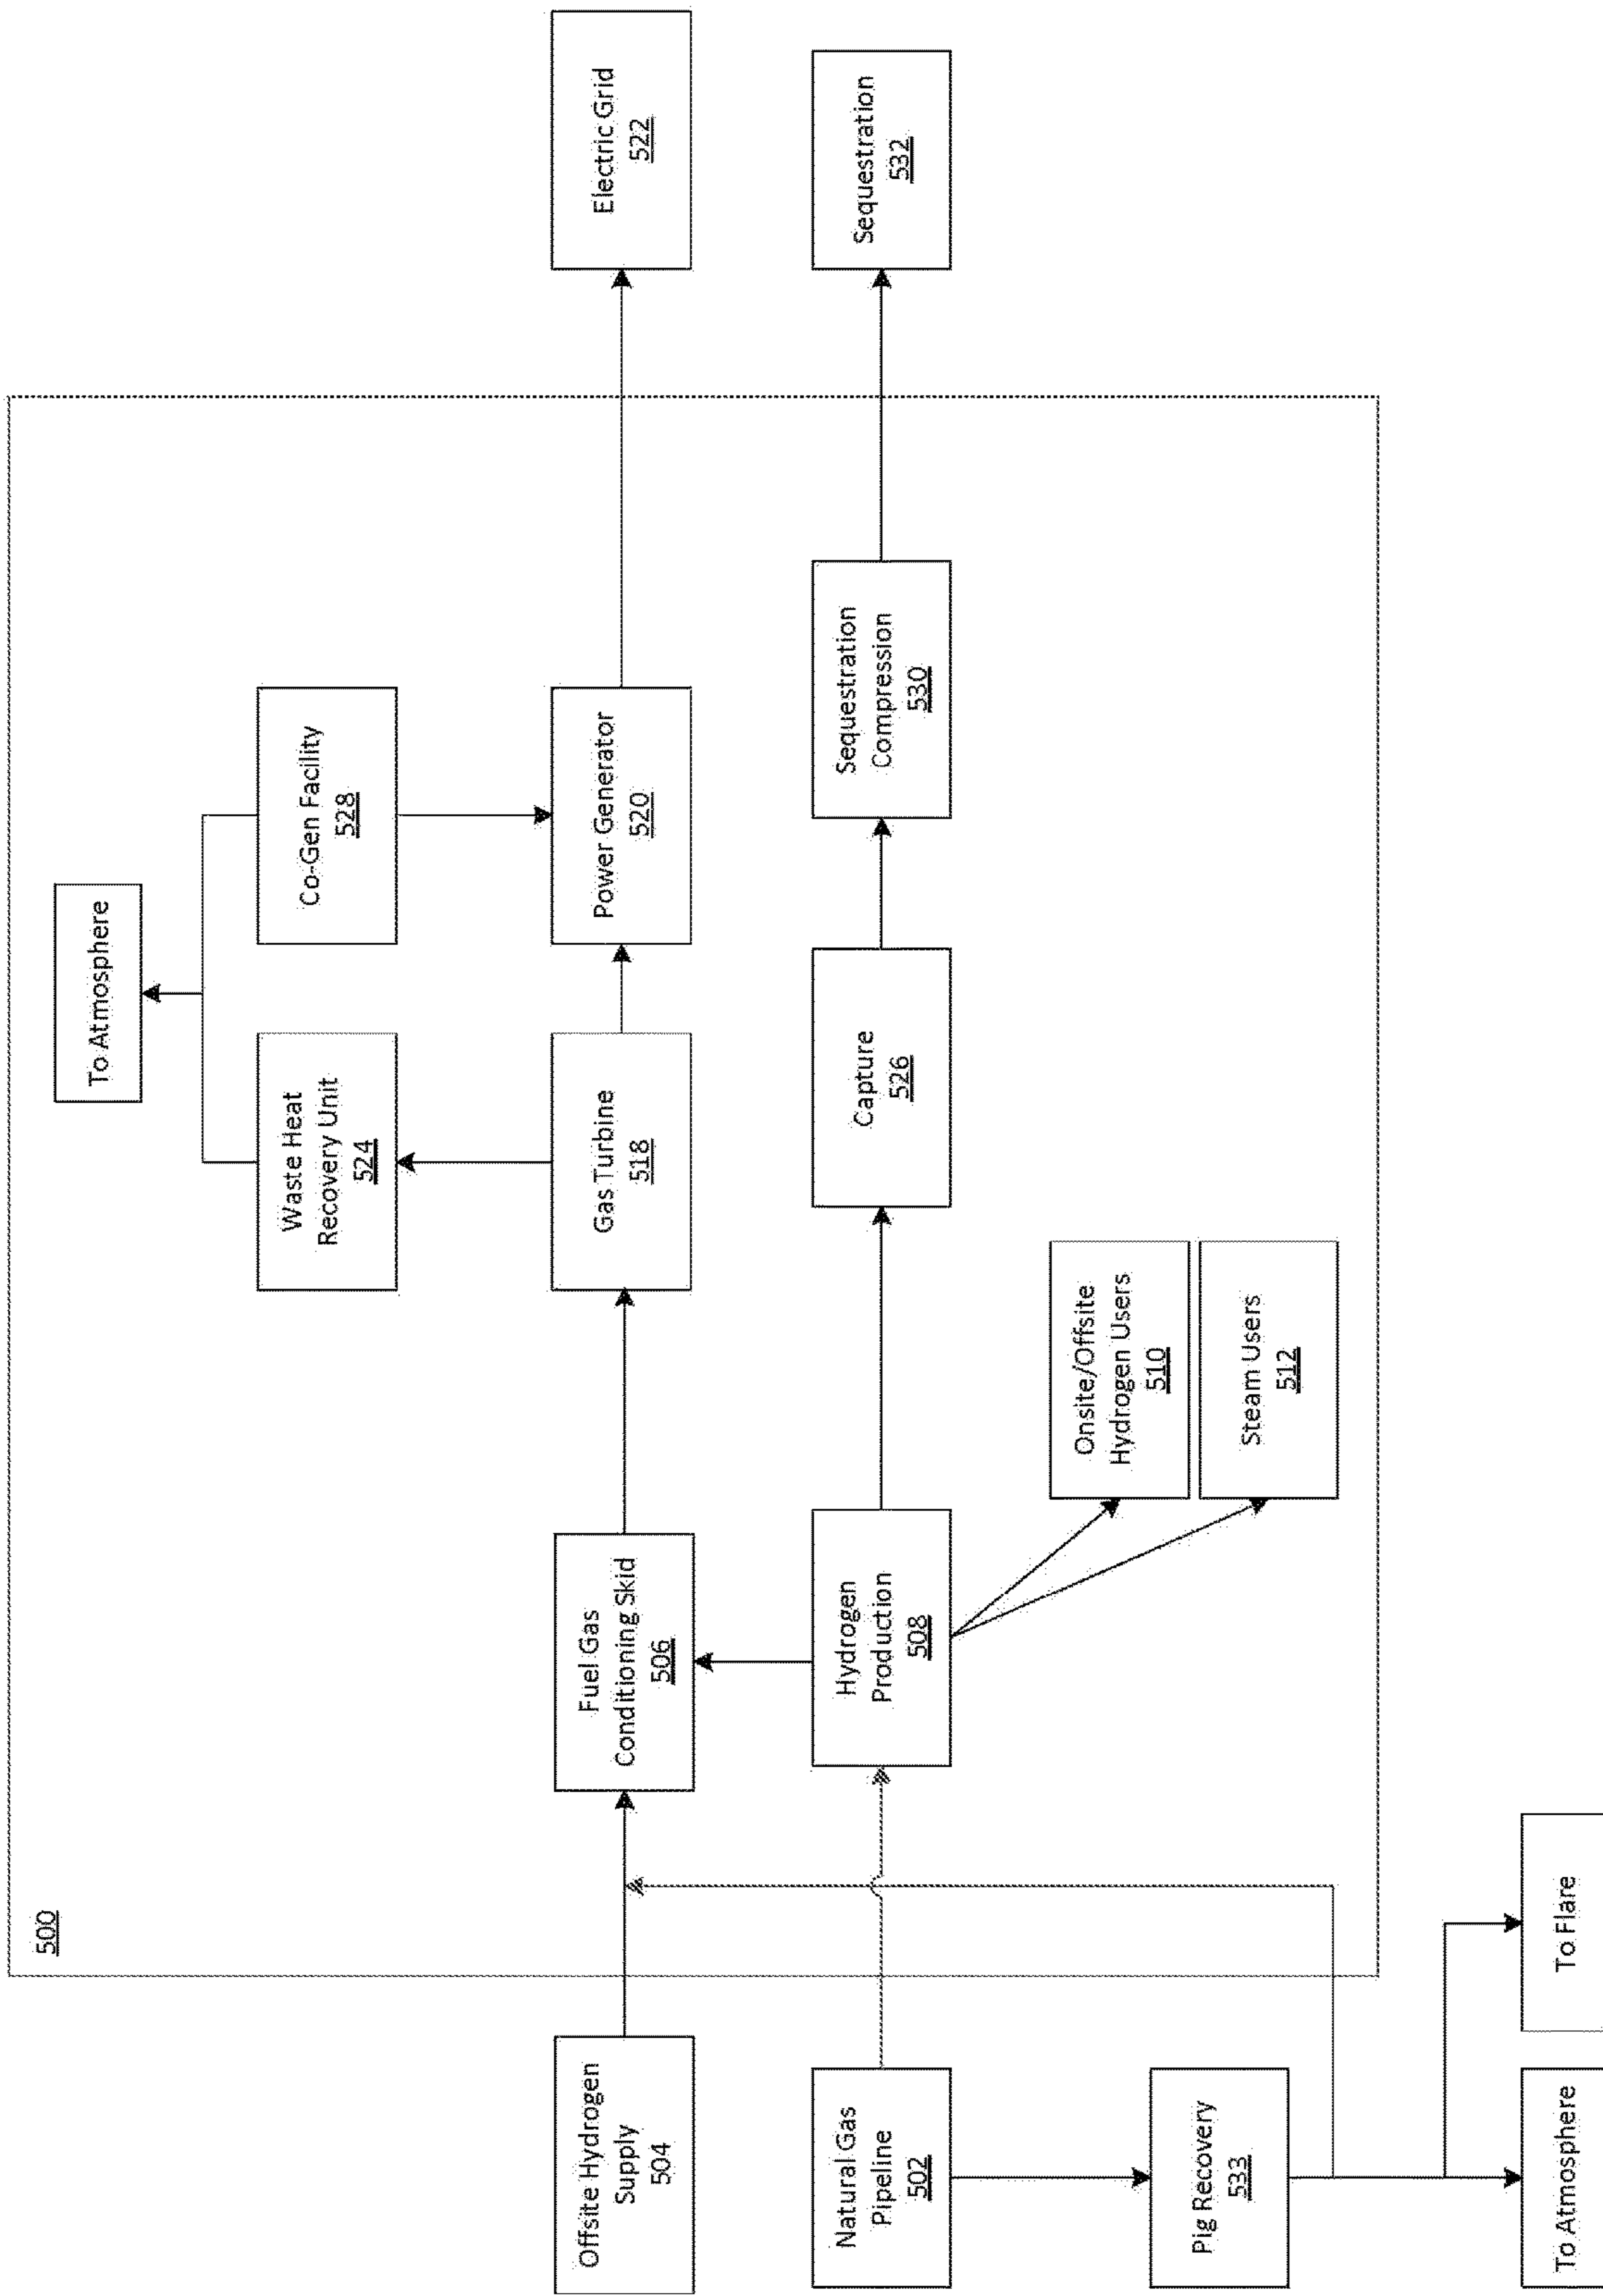 500
To Atmosphere
Waste Heat
Recovery Unit
524
Co-Gen Facility
528
Offsite Hydrogen
Supply
504
Fuel Gas
Conditioning Skid
506
Gas Turbine
518
Power Generator
520
Electric Grid
522
Natural Gas
Pipeline
502
Hydrogen
Production
508
Capture
526
Sequestration
Compression
530
Sequestration
532
Onsite/Offsite
Hydrogen Users
510
Steam Users
512
Pig Recovery
533
To Atmosphere
To Flare